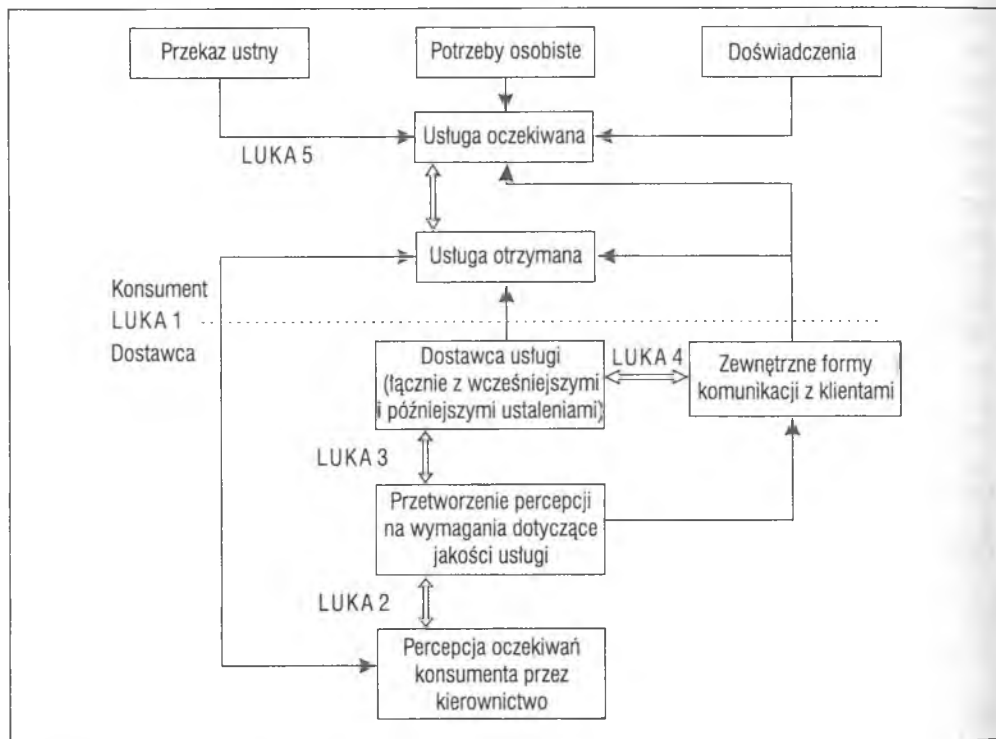 Przekaz ustny
Potrzeby osobiste
Doświadczenia
Usługa oczekiwana
LUKA 5
Usługa otrzymana
Konsument
LUKA 1
Dostawca
Dostawca usługi
(łącznie z wcześniejszymi
i późniejszymi ustaleniami)
LUKA 4
Zewnętrzne formy
komunikacji z klientami
LUKA 3
Przetworzenie percepcji
na wymagania dotyczące
jakości usługi
LUKA 2
Percepcja oczekiwań
konsumenta przez
kierownictwo